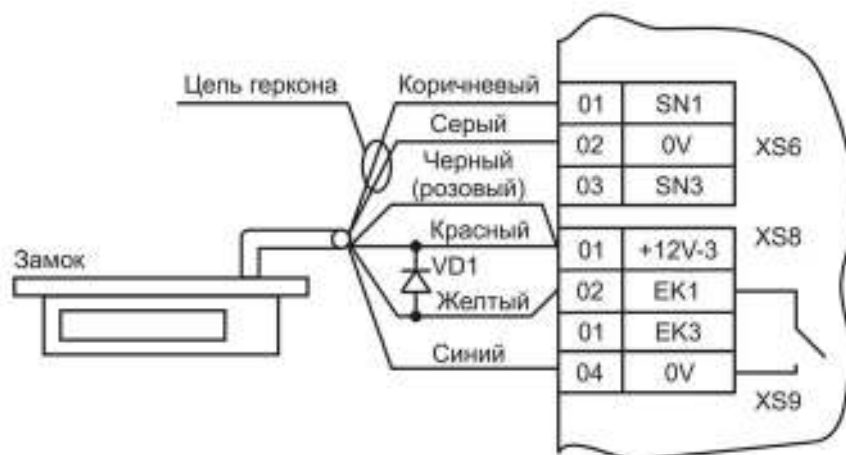 Цепь геркона
Коричневый
Серый
Черный
(розовый)
Красный
VD1
Желтый
Синий
Замок
01 SN1
02 0V
03 SN3
XS6
XS8
01 +12V-3
02 EK1
01 EK3
04 0V
XS9